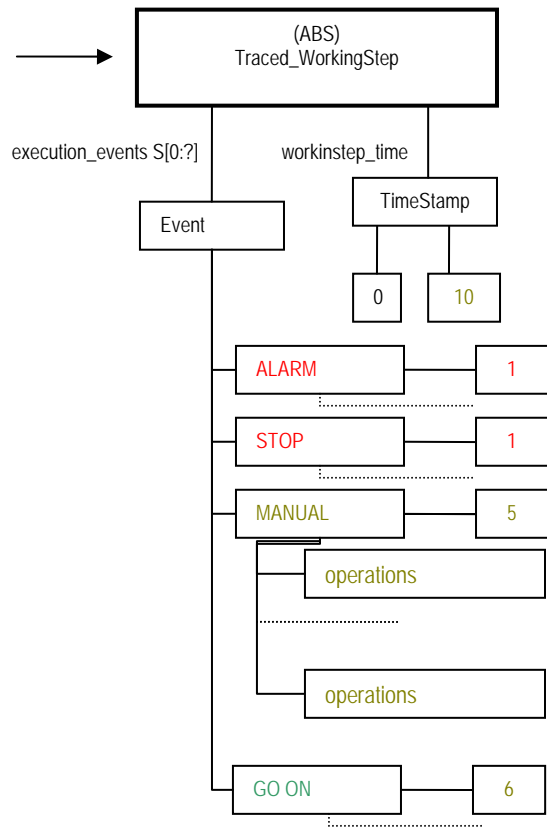 (ABS)
Traced_WorkingStep
execution_events S[0:?]
workinstep_time
TimeStamp
Event
0
10
ALARM
1
STOP
1
MANUAL
5
operations
operations
GO ON
6